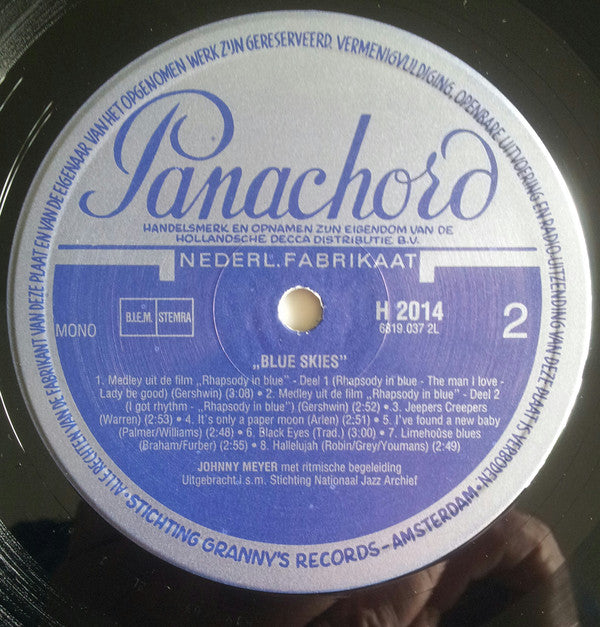 ALLE RECHTEN VAN DE FABRIKANT VAN DEZE PLAAT EN VAN DE EIGENAAR VAN HET OPGENOMEN WERK ZIJN GERESERVEERD. VERMENIGVULDIGING, OPENBARE UITVOERING EN RADIO-UITZENDING VAN DEZE PLAAT IS VERBODEN •
Panachord
HANDELSMERK EN OPNAMEN ZIJN EIGENDOM VAN DE
HOLLANDSCHE DECCA DISTRIBUTIE B.V.
NEDERL. FABRIKAAT
MONO
B.I.E.M. STEMRA
H 2014
6819.037 2L
2
„BLUE SKIES"
1. Medley uit de film „Rhapsody in blue" - Deel 1 (Rhapsody in blue - The man I love -
Lady be good) (Gershwin) (3:08) • 2. Medley uit de film „Rhapsody in blue" - Deel 2
(I got rhythm - „Rhapsody in blue") (Gershwin) (2:52) • 3. Jeepers Creepers
(Warren) (2:53) • 4. It's only a paper moon (Arlen) (2:51) • 5. I've found a new baby
(Palmer/Williams) (2:48) • 6. Black Eyes (Trad.) (3:00) • 7. Limehouse blues
(Braham/Furber) (2:55) • 8. Hallelujah (Robin/Grey/Youmans) (2:49)
JOHNNY MEYER met ritmische begeleiding
Uitgebracht i.s.m. Stichting Nationaal Jazz Archief
• STICHTING GRANNY'S RECORDS - AMSTERDAM •